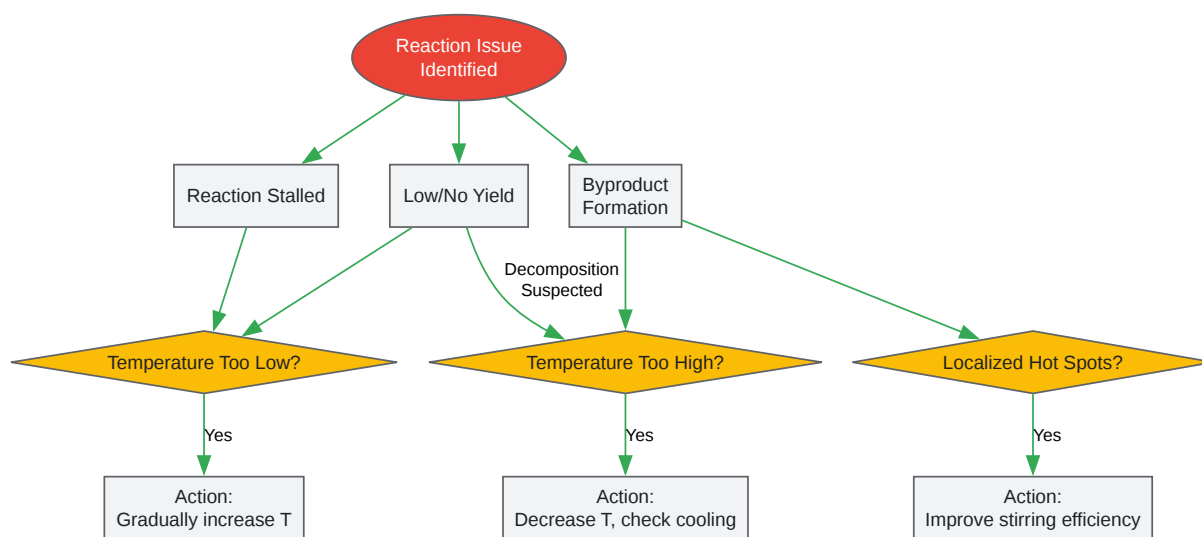 Reaction Issue
Identified
Reaction Stalled
Low/No Yield
Byproduct
Formation
Decomposition
Suspected
Temperature Too Low?
Temperature Too High?
Localized Hot Spots?
Yes
Yes
Yes
Action:
Gradually increase T
Action:
Decrease T, check cooling
Action:
Improve stirring efficiency